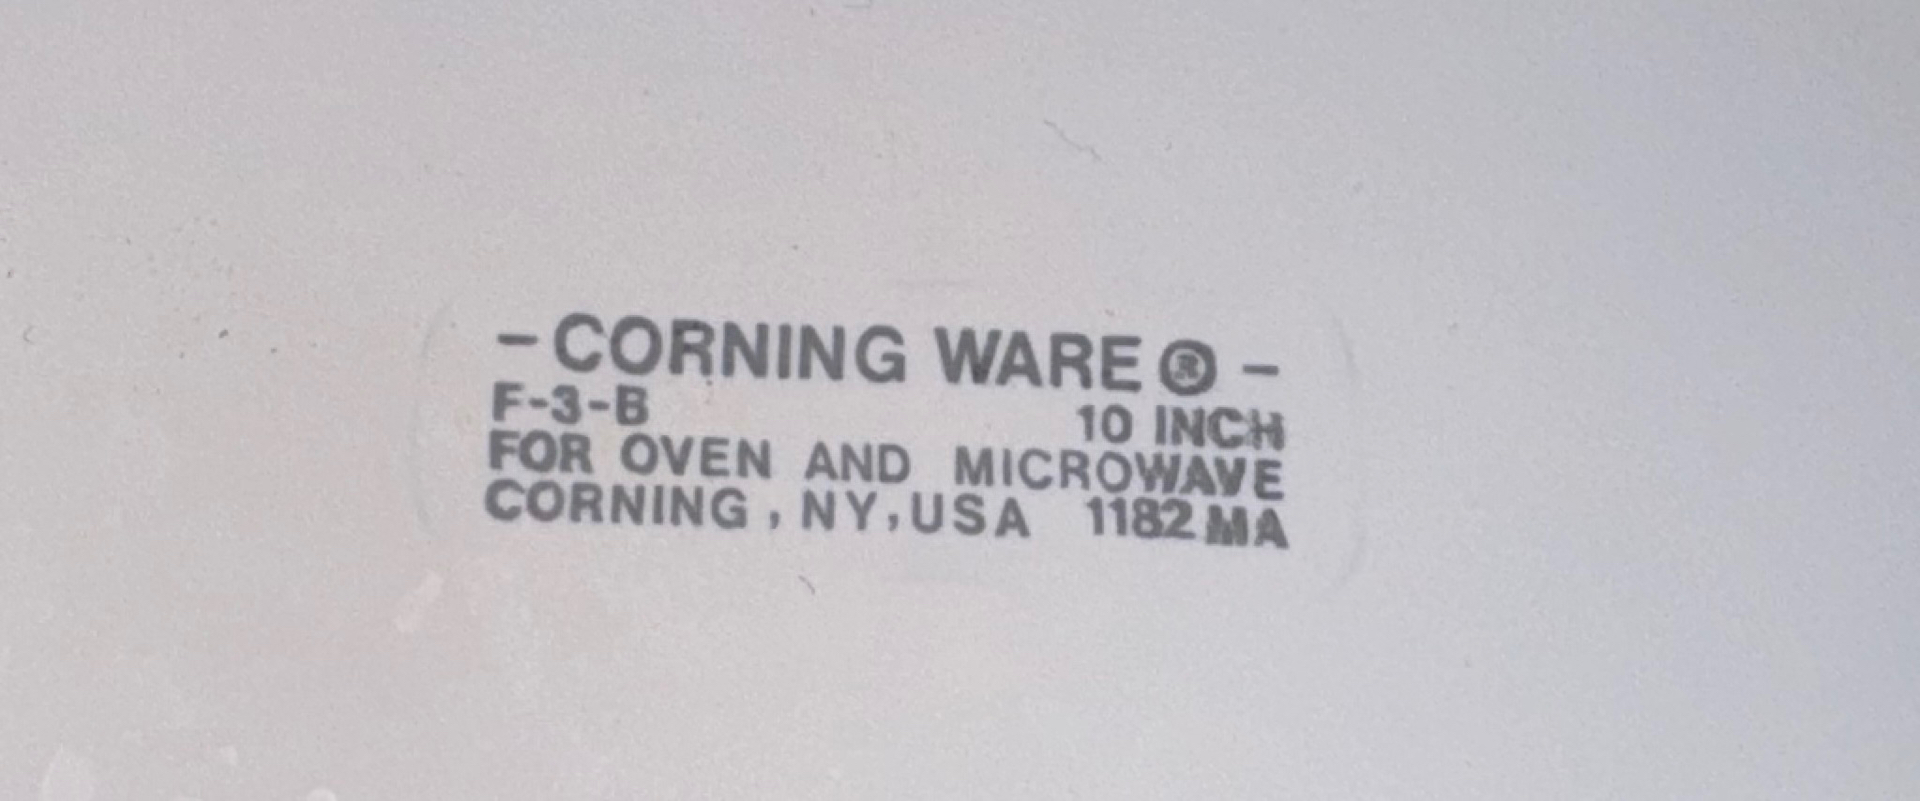 - CORNING WARE ® -
F-3-B 10 INCH
FOR OVEN AND MICROWAVE
CORNING, NY, USA 1182 MA